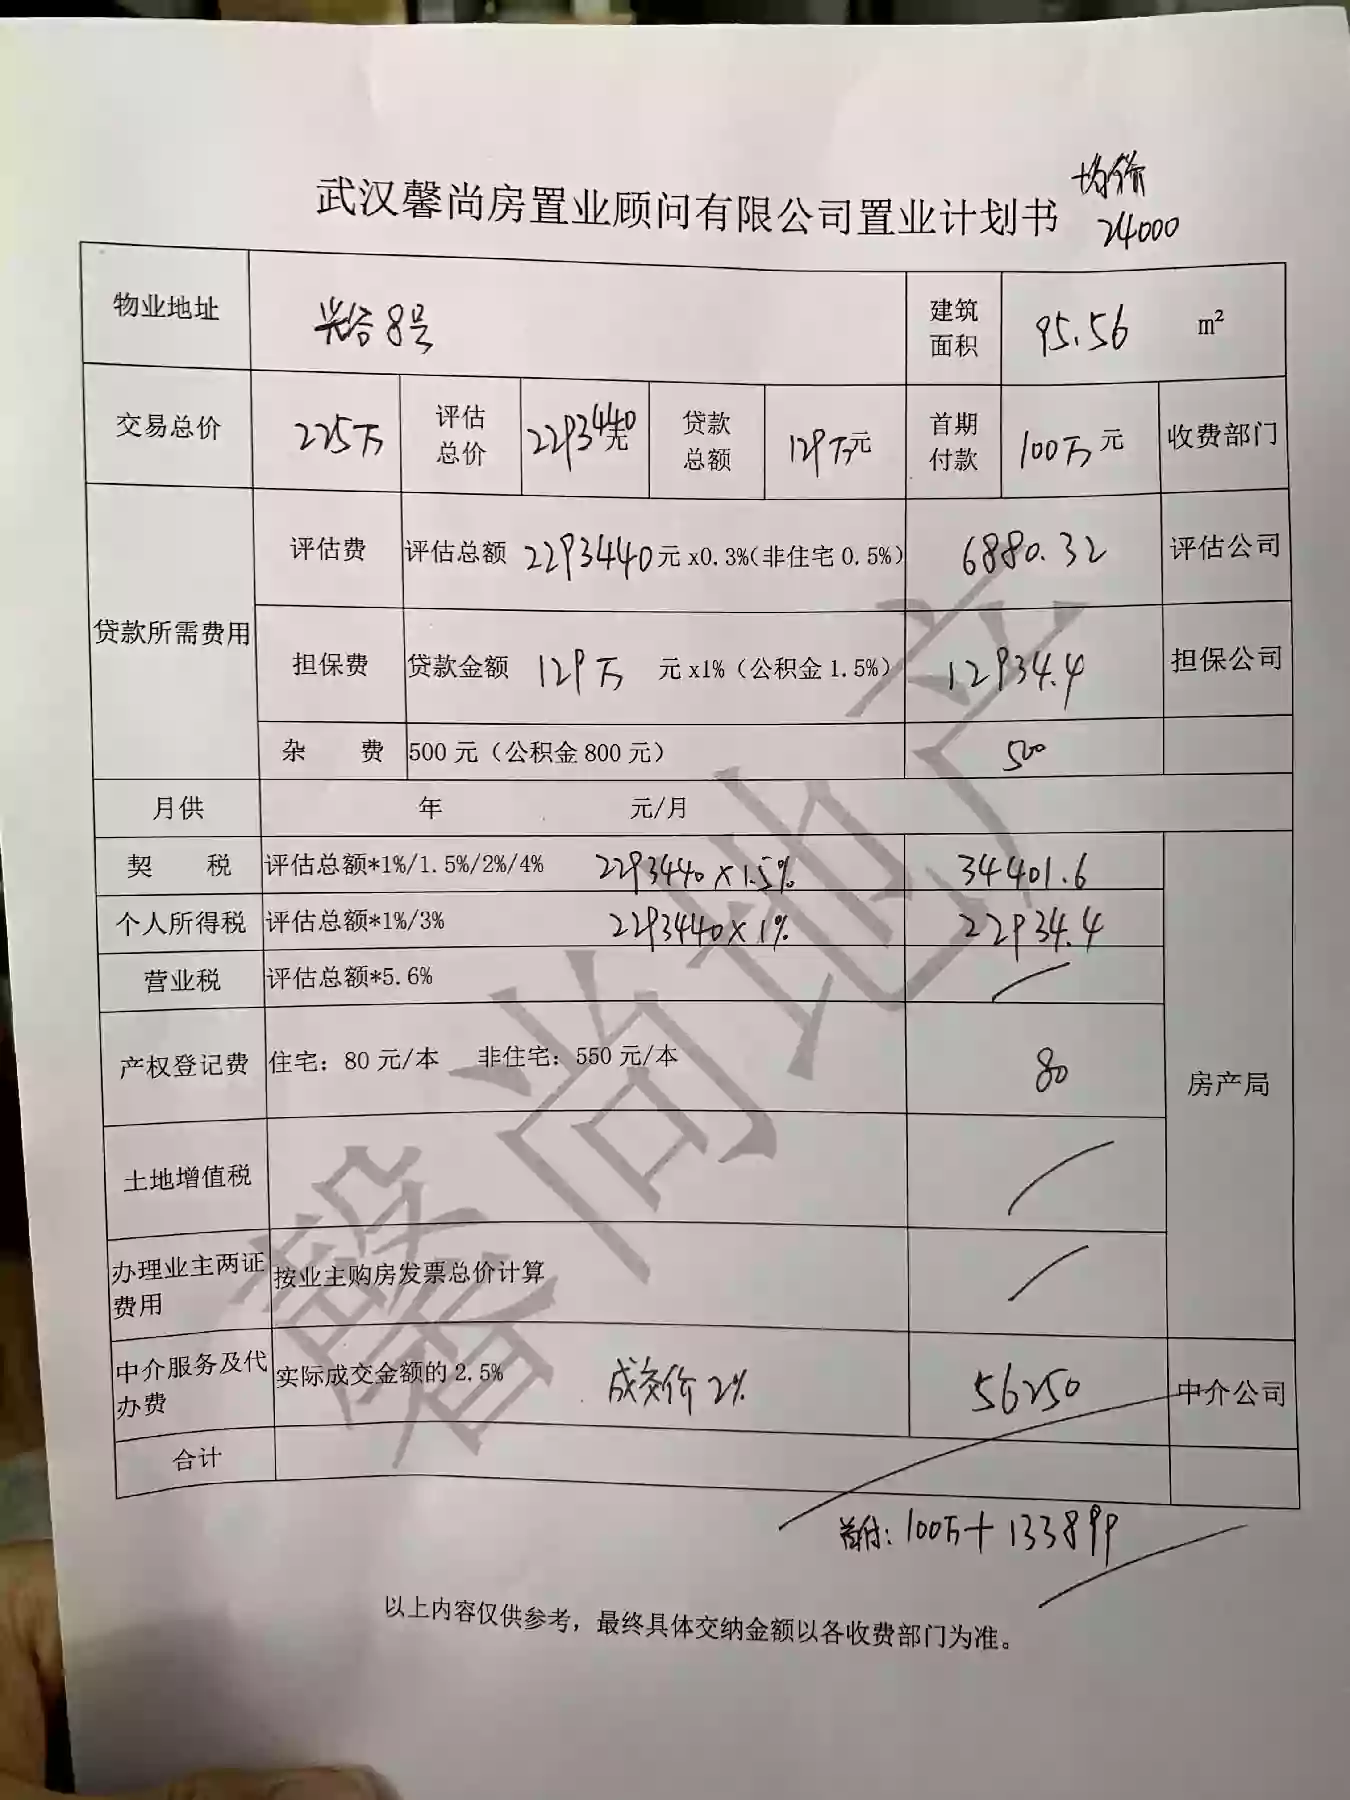 武汉馨尚房置业顾问有限公司置业计划书
均价
24000
物业地址 8号 建筑面积 95.56 m²
交易总价 225万 评估总价 2293440元 贷款总额 129万元 首期付款 100万元 收费部门
贷款所需费用
评估费 评估总额 2293440元 x0.3%(非住宅 0.5%) 6880.32 评估公司
担保费 贷款金额 129万 元 x1%（公积金 1.5%） 12934.4 担保公司
杂 费 500 元（公积金 800 元） 500
月供 年 元/月
契 税 评估总额*1%/1.5%/2%/4% 2293440×1.5% 34401.6
个人所得税 评估总额*1%/3% 2293440×1% 22934.4
营业税 评估总额*5.6%
产权登记费 住宅：80 元/本 非住宅：550 元/本 80 房产局
土地增值税
办理业主两证费用 按业主购房发票总价计算
中介服务及代办费 实际成交金额的 2.5% 成交价2% 56250 中介公司
合计
首付：100万+133899
以上内容仅供参考，最终具体交纳金额以各收费部门为准。
馨尚地产